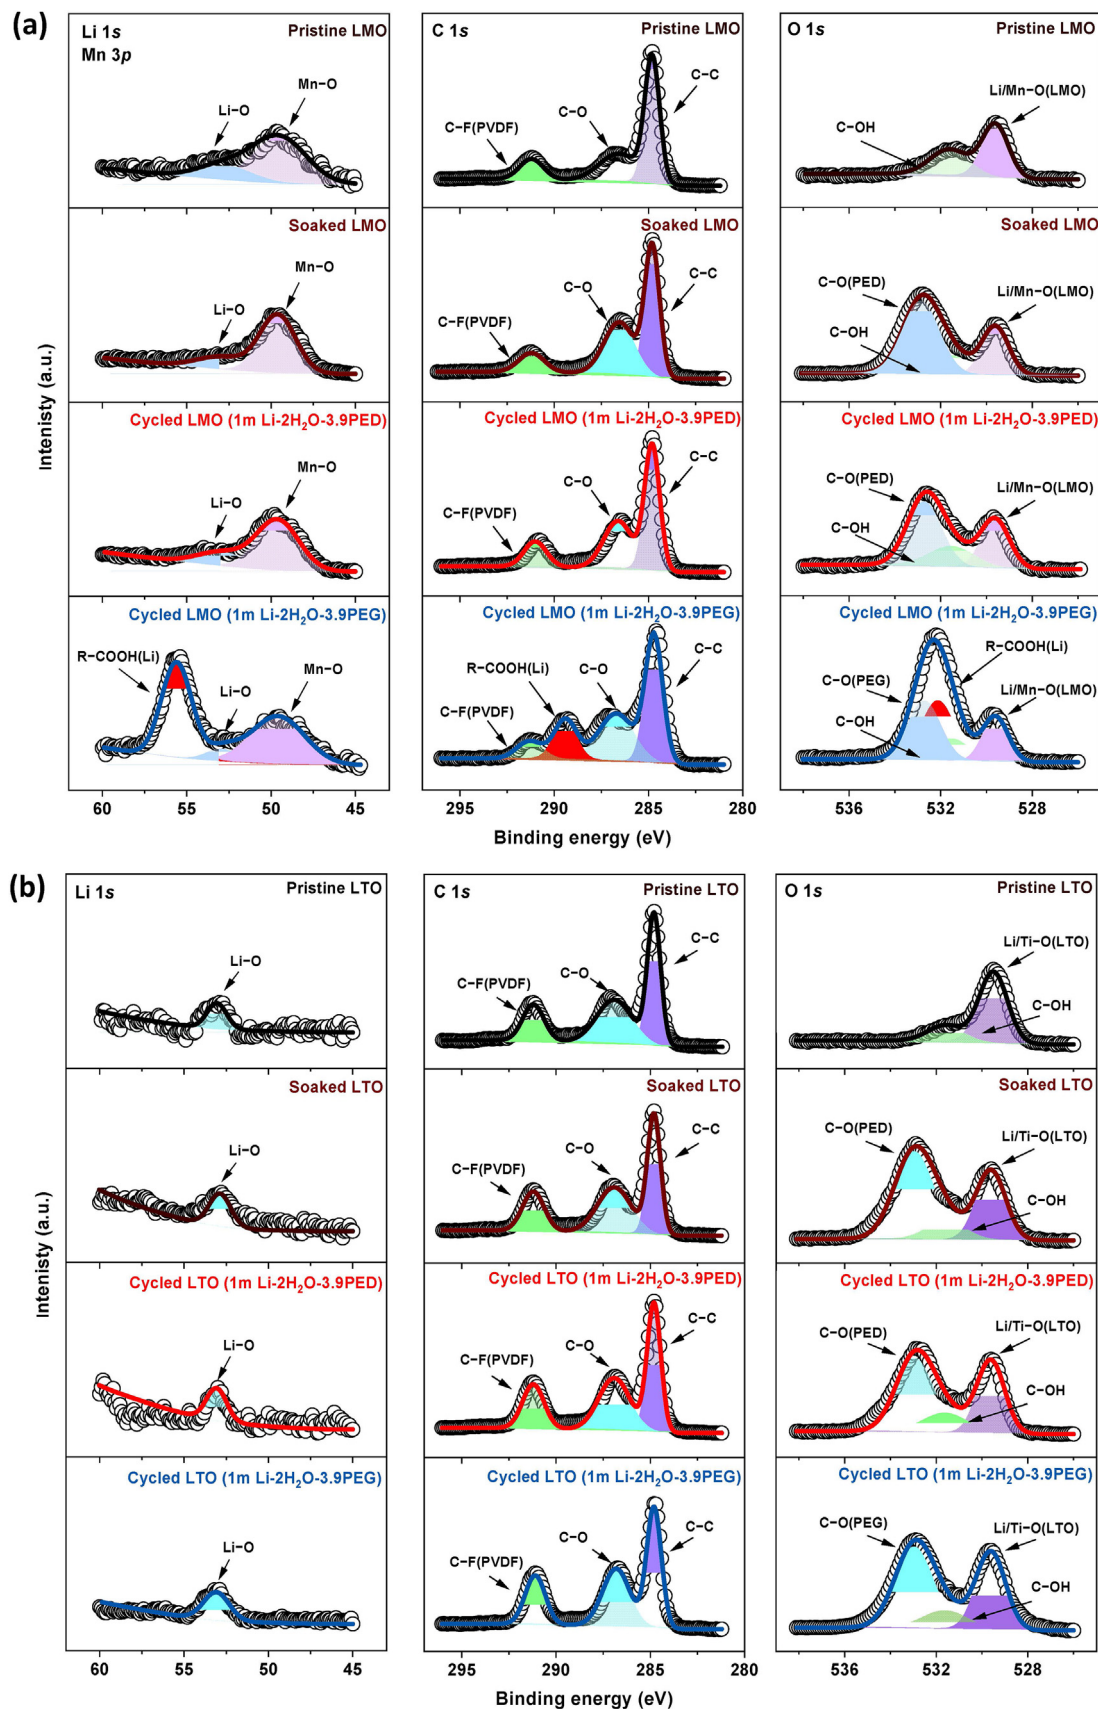 (a)
Li 1s
Mn 3p
Pristine LMO
Mn−O
Li−O
C 1s
Pristine LMO
C−C
C−O
C−F(PVDF)
O 1s
Pristine LMO
Li/Mn−O(LMO)
C−OH
Soaked LMO
Mn−O
Li−O
Soaked LMO
C−O
C−C
C−F(PVDF)
Soaked LMO
C−O(PED)
Li/Mn−O(LMO)
C−OH
Cycled LMO (1m Li-2H₂O-3.9PED)
Mn−O
Li−O
Cycled LMO (1m Li-2H₂O-3.9PED)
C−C
C−O
C−F(PVDF)
Cycled LMO (1m Li-2H₂O-3.9PED)
C−O(PED)
Li/Mn−O(LMO)
C−OH
Cycled LMO (1m Li-2H₂O-3.9PEG)
R−COOH(Li)
Mn−O
Li−O
Cycled LMO (1m Li-2H₂O-3.9PEG)
C−C
R−COOH(Li)
C−O
C−F(PVDF)
Cycled LMO (1m Li-2H₂O-3.9PEG)
R−COOH(Li)
C−O(PEG)
Li/Mn−O(LMO)
C−OH
Intenisty (a.u.)
60 55 50 45
295 290 285 280
536 532 528
Binding energy (eV)
(b)
Li 1s
Pristine LTO
Li−O
C 1s
Pristine LTO
C−C
C−O
C−F(PVDF)
O 1s
Pristine LTO
Li/Ti−O(LTO)
C−OH
Soaked LTO
Li−O
Soaked LTO
C−C
C−O
C−F(PVDF)
Soaked LTO
C−O(PED)
Li/Ti−O(LTO)
C−OH
Cycled LTO (1m Li-2H₂O-3.9PED)
Li−O
Cycled LTO (1m Li-2H₂O-3.9PED)
C−C
C−O
C−F(PVDF)
Cycled LTO (1m Li-2H₂O-3.9PED)
C−O(PED)
Li/Ti−O(LTO)
C−OH
Cycled LTO (1m Li-2H₂O-3.9PEG)
Li−O
Cycled LTO (1m Li-2H₂O-3.9PEG)
C−O
C−C
C−F(PVDF)
Cycled LTO (1m Li-2H₂O-3.9PEG)
C−O(PEG)
Li/Ti−O(LTO)
C−OH
Intenisty (a.u.)
60 55 50 45
295 290 285 280
536 532 528
Binding energy (eV)